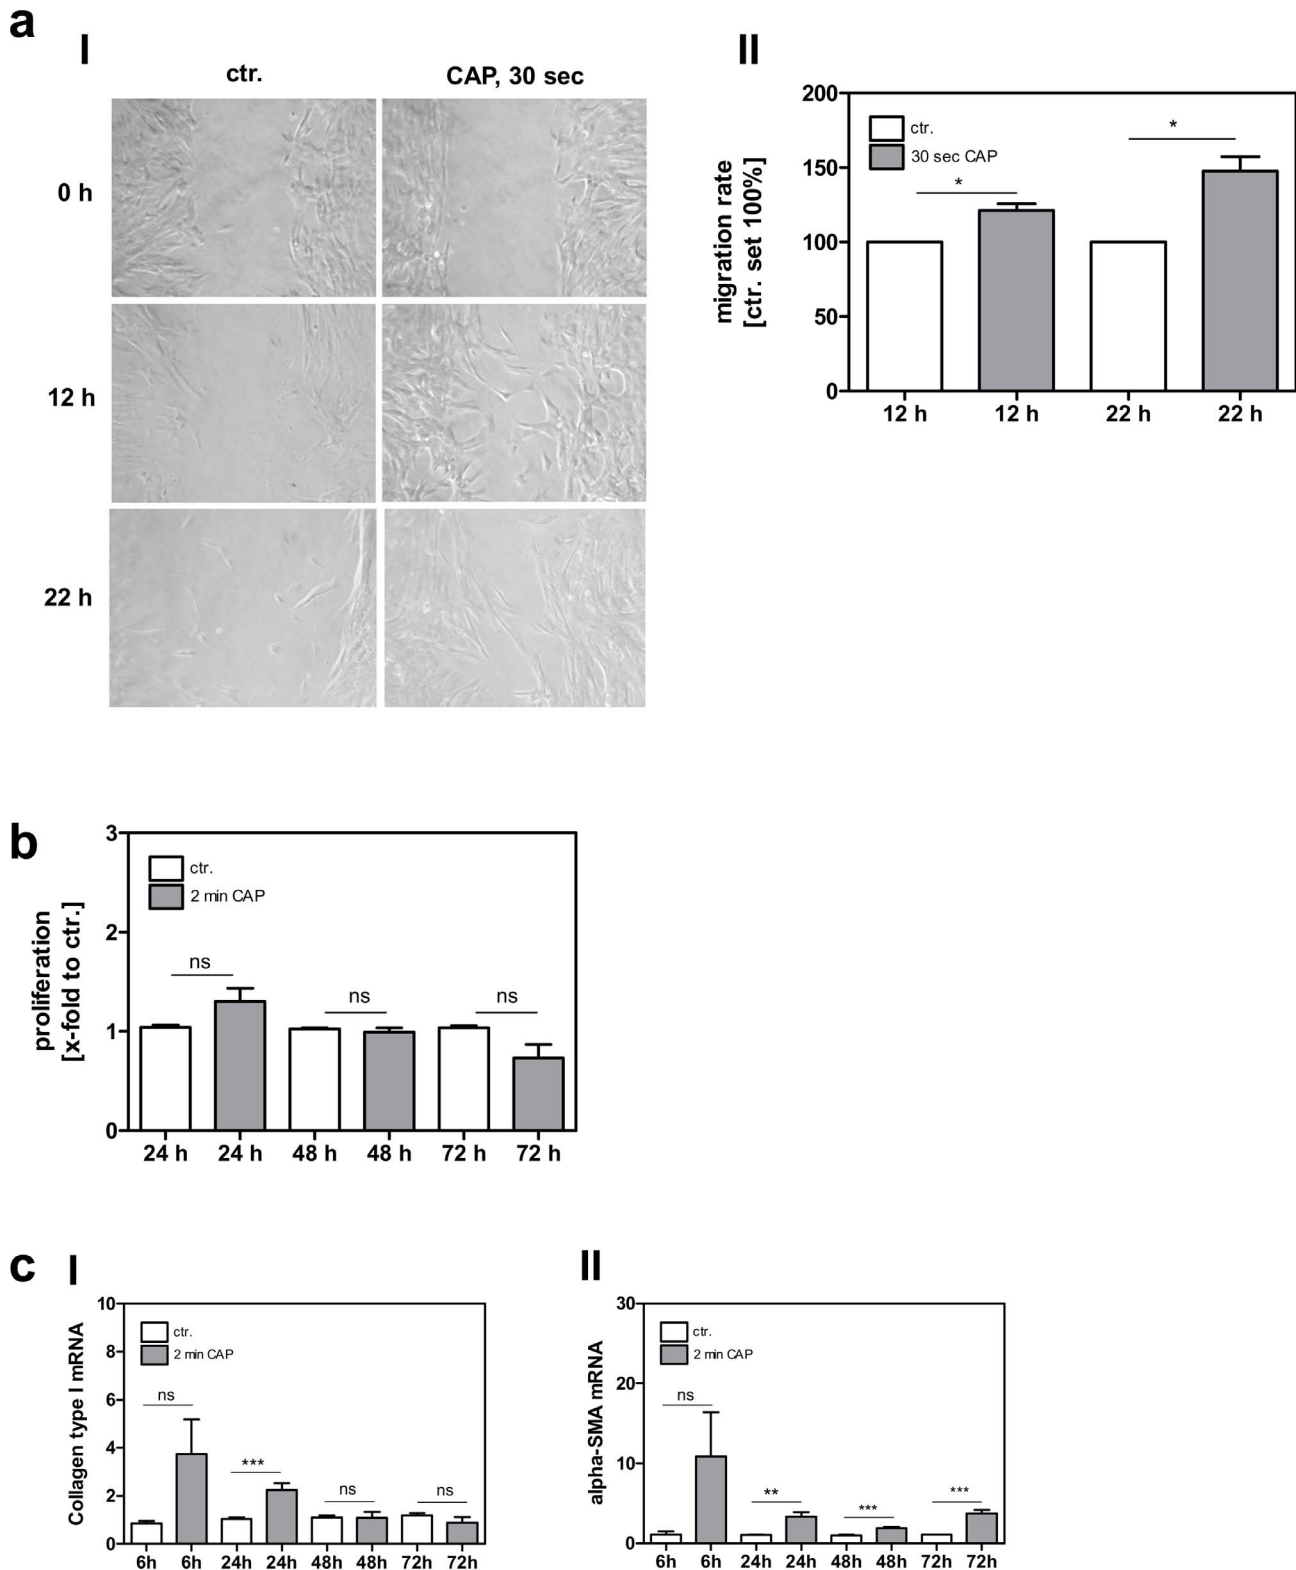 a
I
ctr.
CAP, 30 sec
0 h
12 h
22 h
II
migration rate
[ctr. set 100%]
200
150
100
50
0
ctr.
30 sec CAP
*
*
12 h 12 h 22 h 22 h
b
proliferation
[x-fold to ctr.]
3
2
1
0
ctr.
2 min CAP
ns
ns
ns
24 h 24 h 48 h 48 h 72 h 72 h
c
I
Collagen type I mRNA
10
8
6
4
2
0
ctr.
2 min CAP
ns
***
ns
ns
6h 6h 24h 24h 48h 48h 72h 72h
II
alpha-SMA mRNA
30
20
10
0
ctr.
2 min CAP
ns
**
***
***
6h 6h 24h 24h 48h 48h 72h 72h